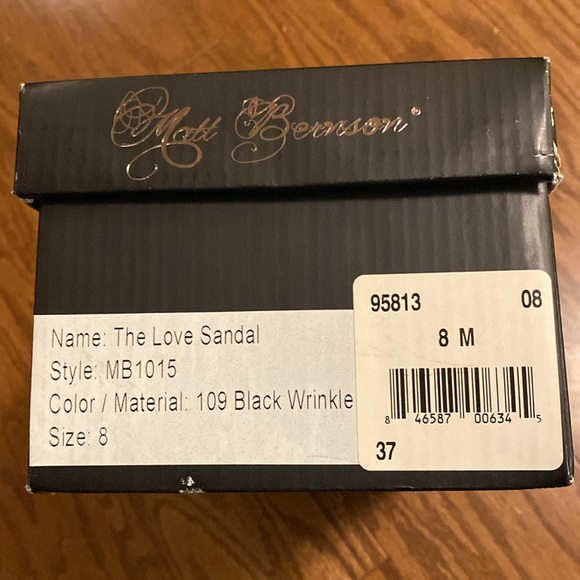 Matt Bernson®
Name: The Love Sandal
Style: MB1015
Color / Material: 109 Black Wrinkle
Size: 8
95813 08
8 M
8 46587 00634 5
37